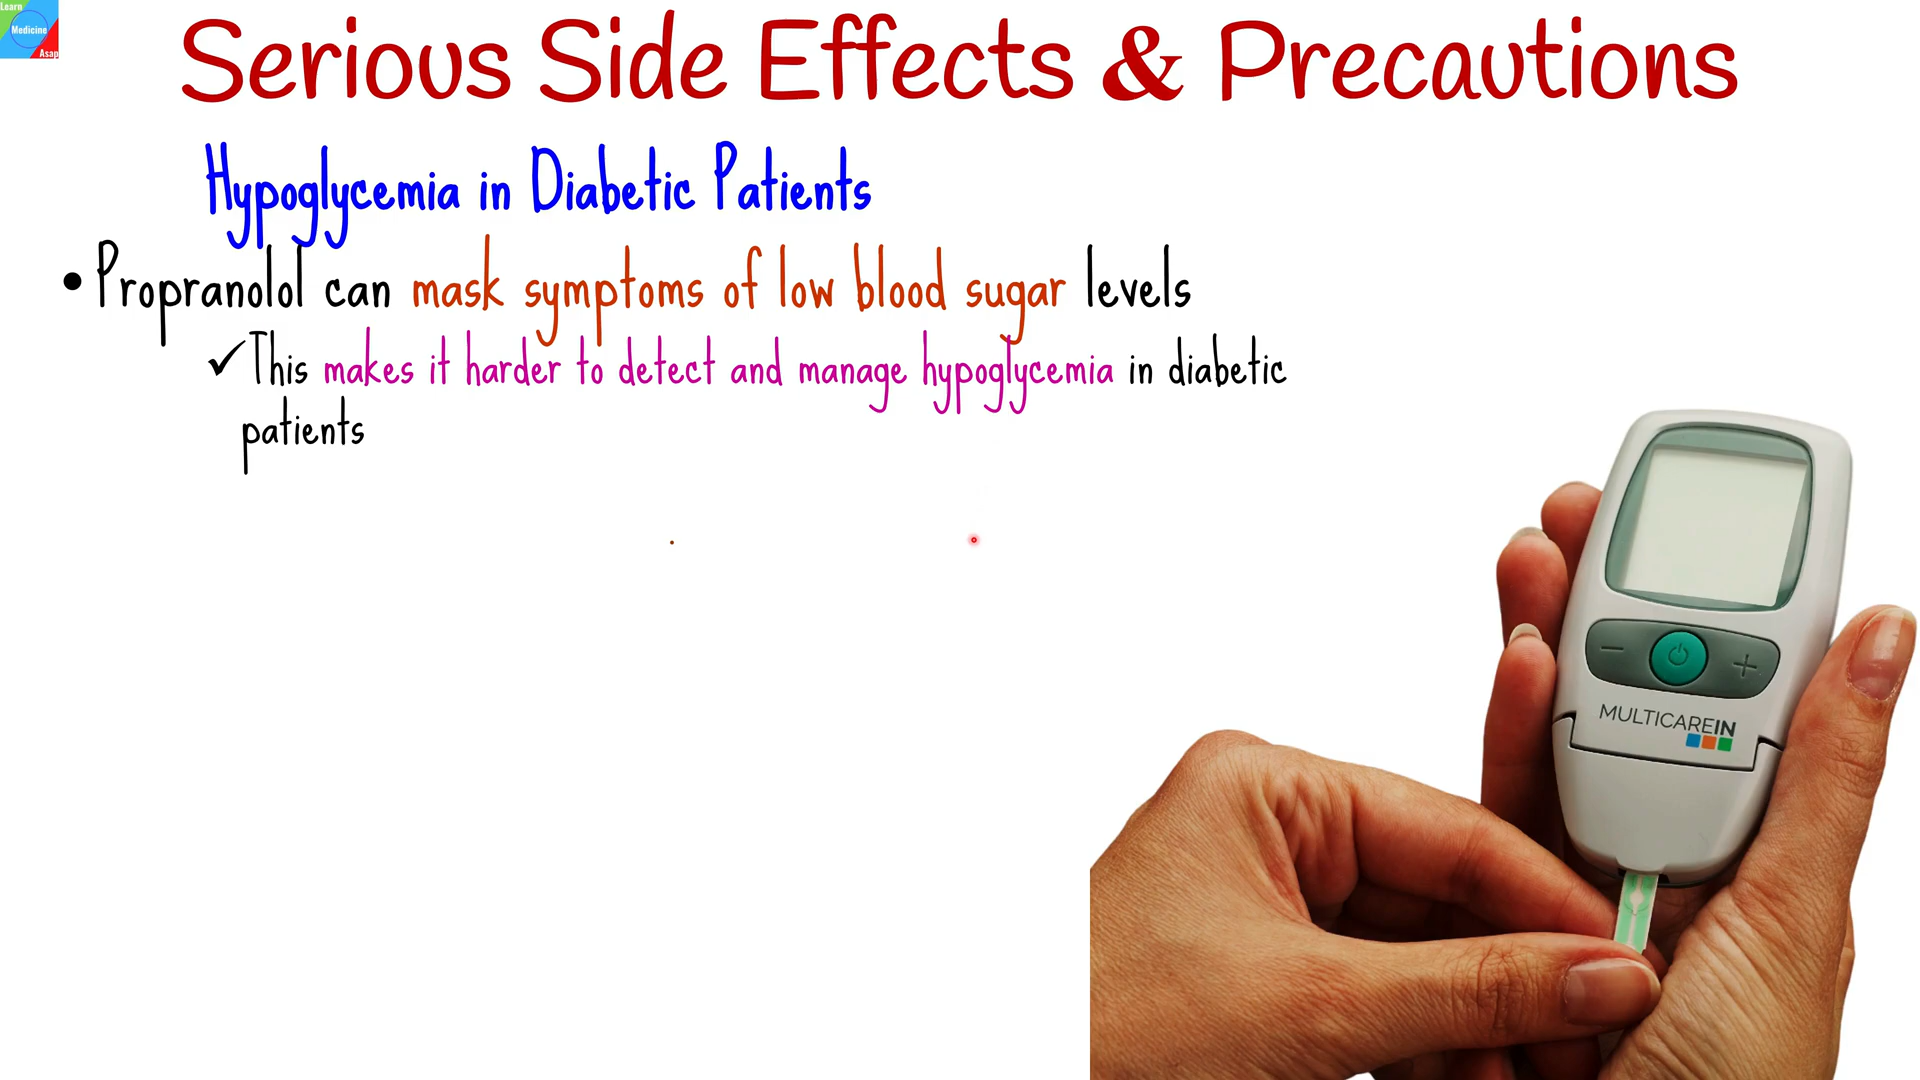 Learn
Medicine
Asap
Serious Side Effects & Precautions
Hypoglycemia in Diabetic Patients
•Propranolol can mask symptoms of low blood sugar levels
✓This makes it harder to detect and manage hypoglycemia in diabetic
patients
MULTICAREIN